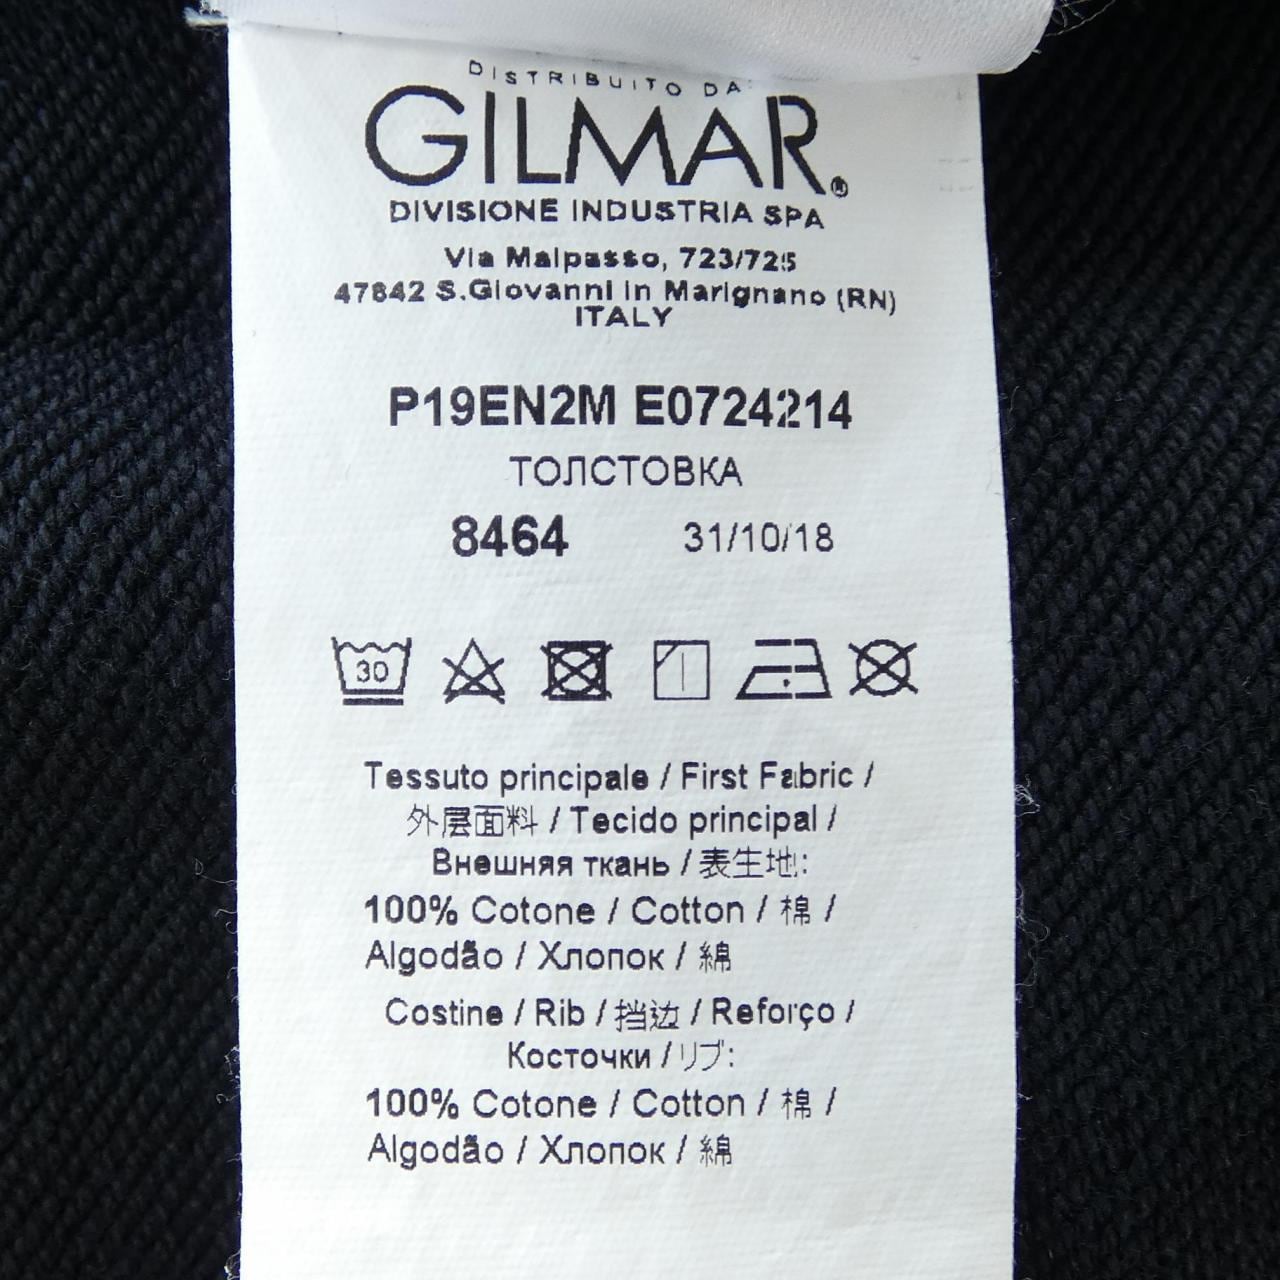 DISTRIBUITO DA:
GILMAR®
DIVISIONE INDUSTRIA SPA
Via Malpasso, 723/725
47842 S.Giovanni in Marignano (RN)
ITALY
P19EN2M E0724214
ТОЛСТОВКА
8464 31/10/18
30
Tessuto principale / First Fabric /
外层面料 / Tecido principal /
Внешняя ткань / 表生地:
100% Cotone / Cotton / 棉 /
Algodão / Хлопок / 綿
Costine / Rib / 挡边 / Reforço /
Косточки / リブ:
100% Cotone / Cotton / 棉 /
Algodão / Хлопок / 綿